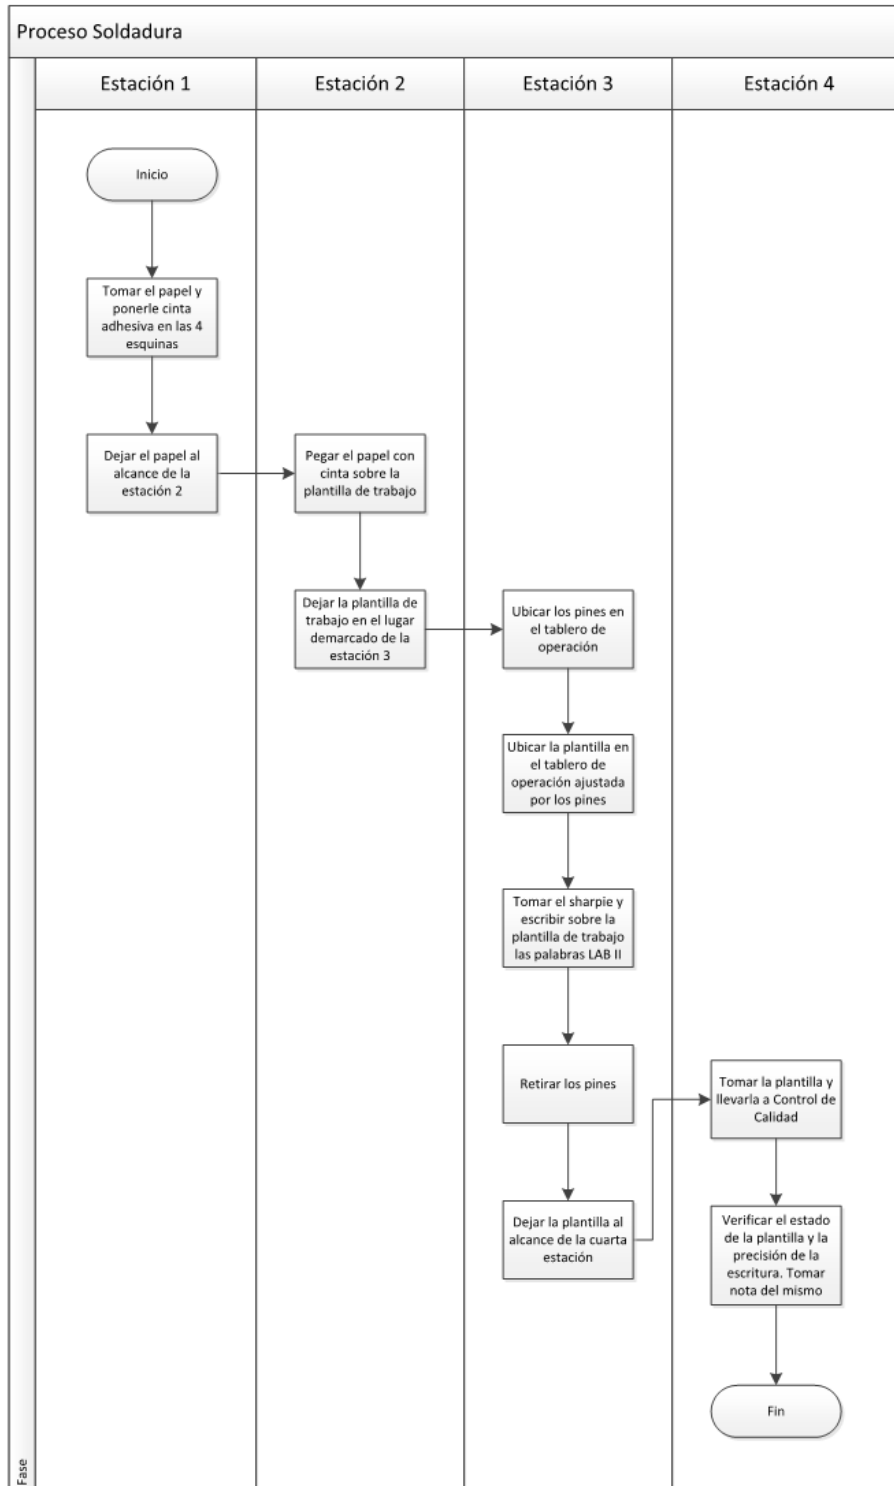 Proceso Soldadura
Estación 1
Estación 2
Estación 3
Estación 4
Inicio
Tomar el papel y
ponerle cinta
adhesiva en las 4
esquinas
Dejar el papel al
alcance de la
estación 2
Pegar el papel con
cinta sobre la
plantilla de trabajo
Dejar la plantilla de
trabajo en el lugar
demarcado de la
estación 3
Ubicar los pines en
el tablero de
operación
Ubicar la plantilla en
el tablero de
operación ajustada
por los pines
Tomar el sharpie y
escribir sobre la
plantilla de trabajo
las palabras LAB II
Retirar los pines
Dejar la plantilla al
alcance de la cuarta
estación
Tomar la plantilla y
llevarla a Control de
Calidad
Verificar el estado
de la plantilla y la
precisión de la
escritura. Tomar
nota del mismo
Fin
Fase